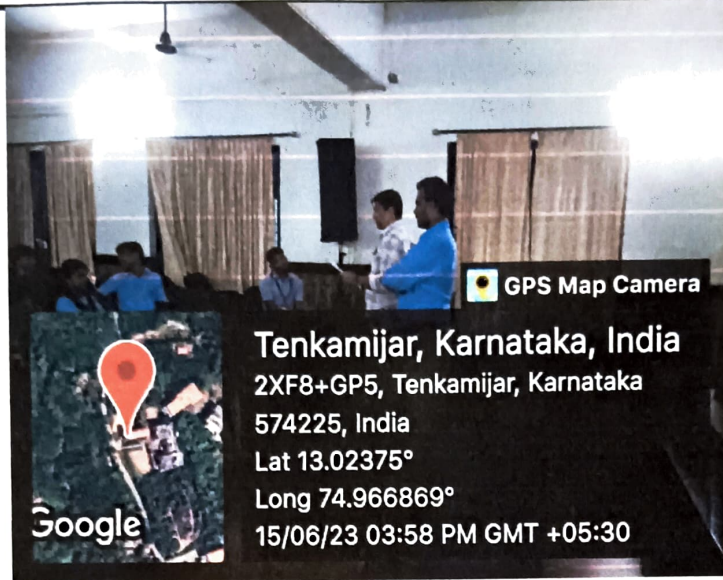 GPS Map Camera
Tenkamijar, Karnataka, India
2XF8+GP5, Tenkamijar, Karnataka
574225, India
Lat 13.02375°
Long 74.966869°
15/06/23 03:58 PM GMT +05:30
Google